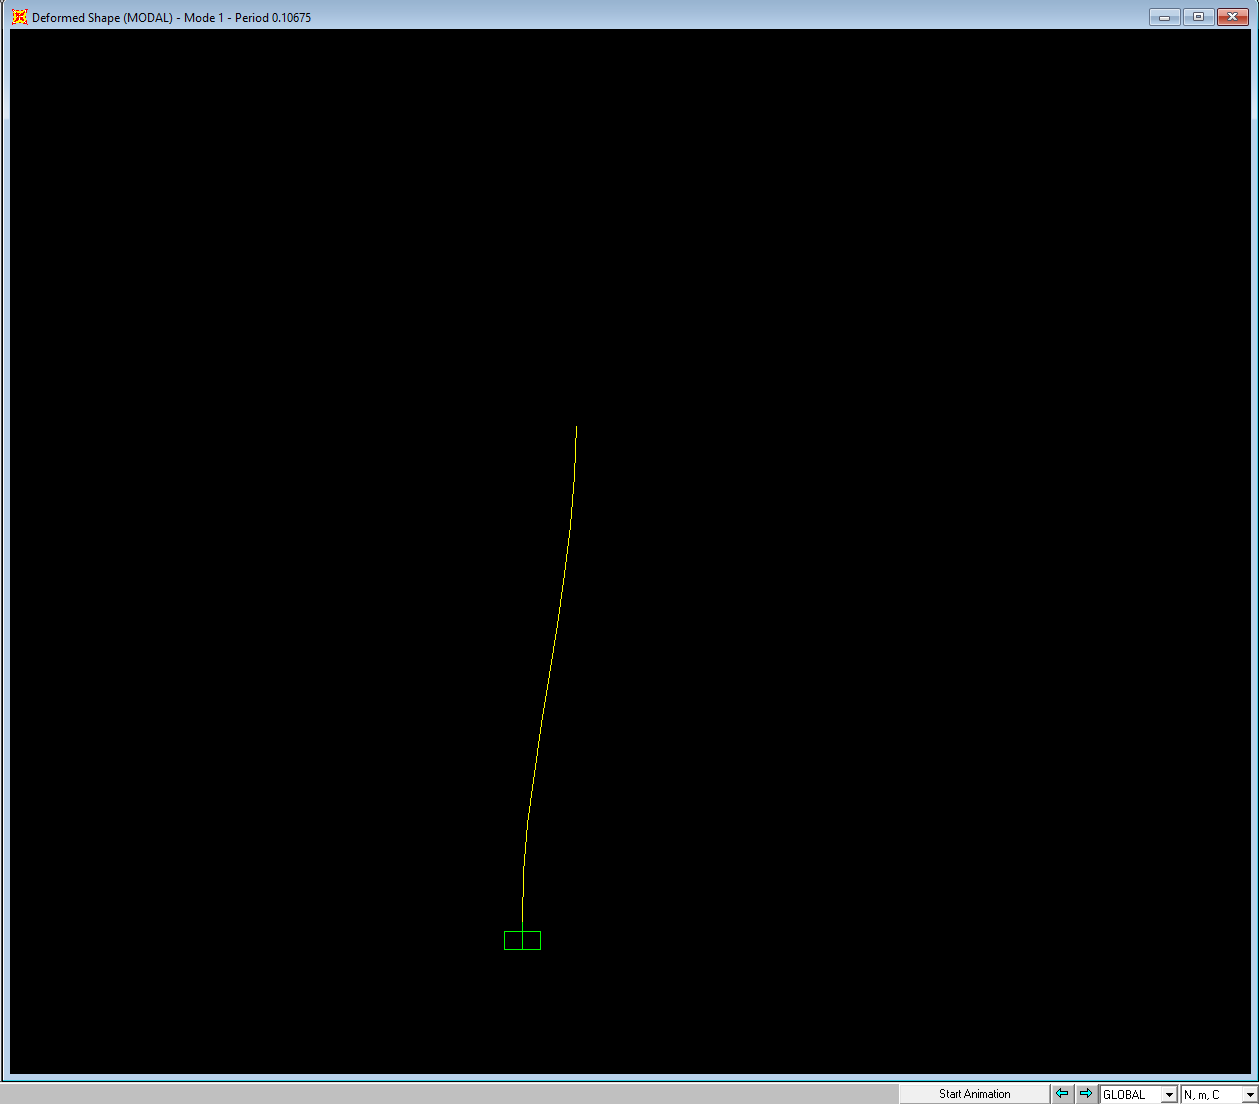 Deformed Shape (MODAL) - Mode 1 - Period 0.10675
Start Animation
GLOBAL
N, m, C